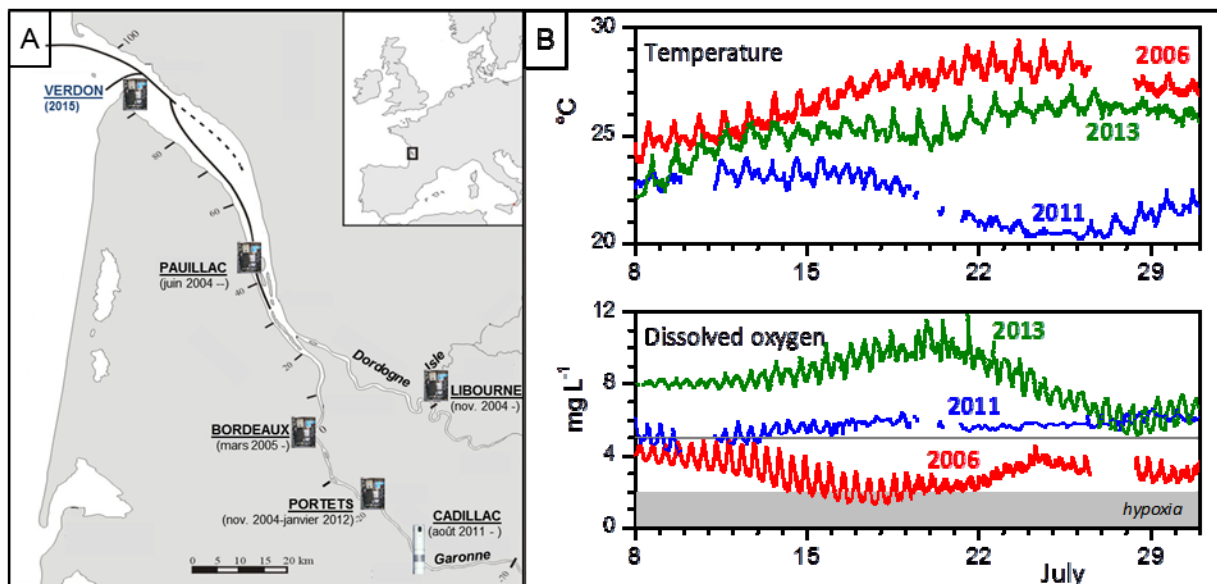 A
100
VERDON
(2015)
80
60
PAUILLAC
(juin 2004 --)
40
20
Dordogne
Isle
LIBOURNE
(nov. 2004 -)
BORDEAUX
(mars 2005 -)
0
PORTETS
(nov. 2004-janvier 2012)
-20
CADILLAC
(août 2011 - )
Garonne
0 5 10 15 20 km
B
Temperature
30
25
20
ºC
2006
2013
2011
8 15 22 29
Dissolved oxygen
12
8
4
0
mg L-1
2013
2011
2006
hypoxia
8 15 22 29
July